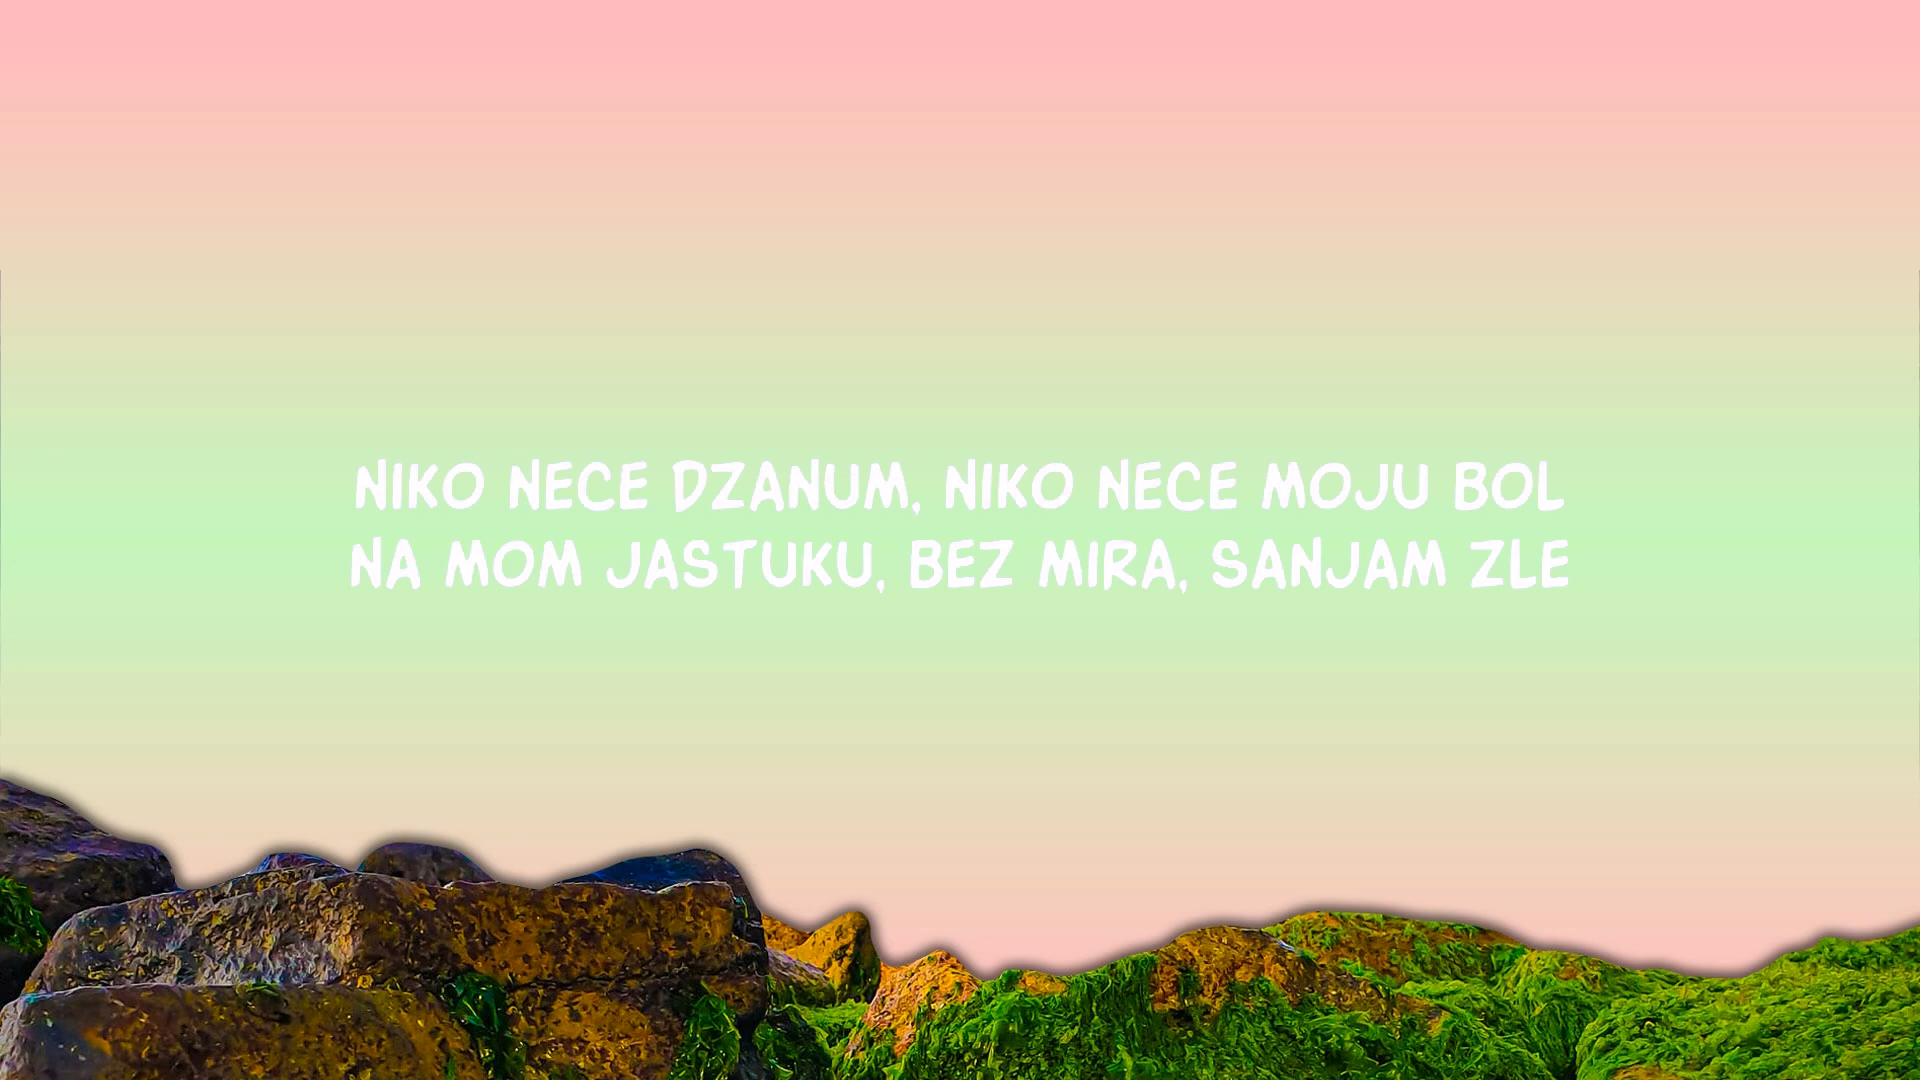 NIKO NECE DZANUM, NIKO NECE MOJU BOL
NA MOM JASTUKU, BEZ MIRA, SANJAM ZLE